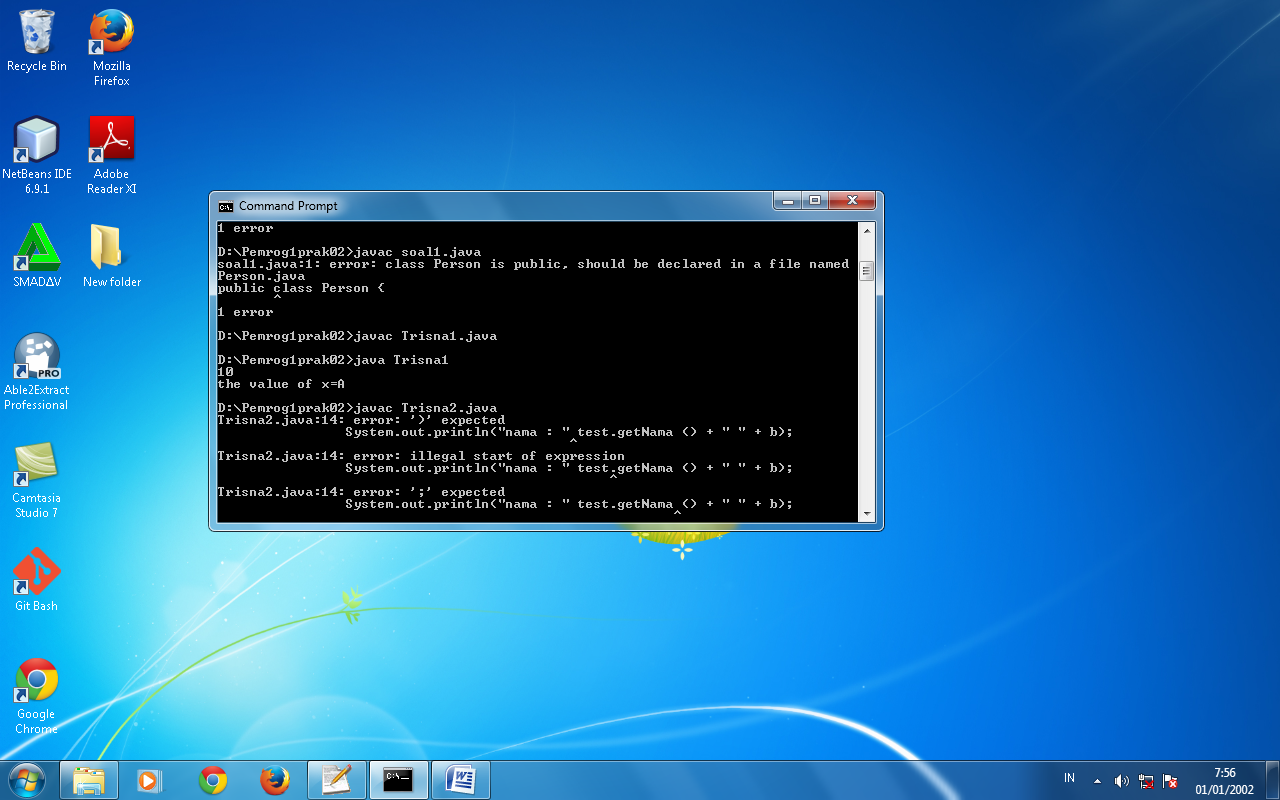 Recycle Bin
Mozilla
Firefox
NetBeans IDE
6.9.1
Adobe
Reader XI
SMADΔV
New folder
PRO
Able2Extract
Professional
Camtasia
Studio 7
Git Bash
Google
Chrome
C:\.
Command Prompt
1 error
D:\Pemrog1prak02>javac soal1.java
soal1.java:1: error: class Person is public, should be declared in a file named
Person.java
public class Person {
^
1 error
D:\Pemrog1prak02>javac Trisna1.java
D:\Pemrog1prak02>java Trisna1
10
the value of x=A
D:\Pemrog1prak02>javac Trisna2.java
Trisna2.java:14: error: ')' expected
System.out.println("nama : " test.getNama () + " " + b);
^
Trisna2.java:14: error: illegal start of expression
System.out.println("nama : " test.getNama () + " " + b);
^
Trisna2.java:14: error: ';' expected
System.out.println("nama : " test.getNama () + " " + b);
^
C:\_
W
IN
7:56
01/01/2002